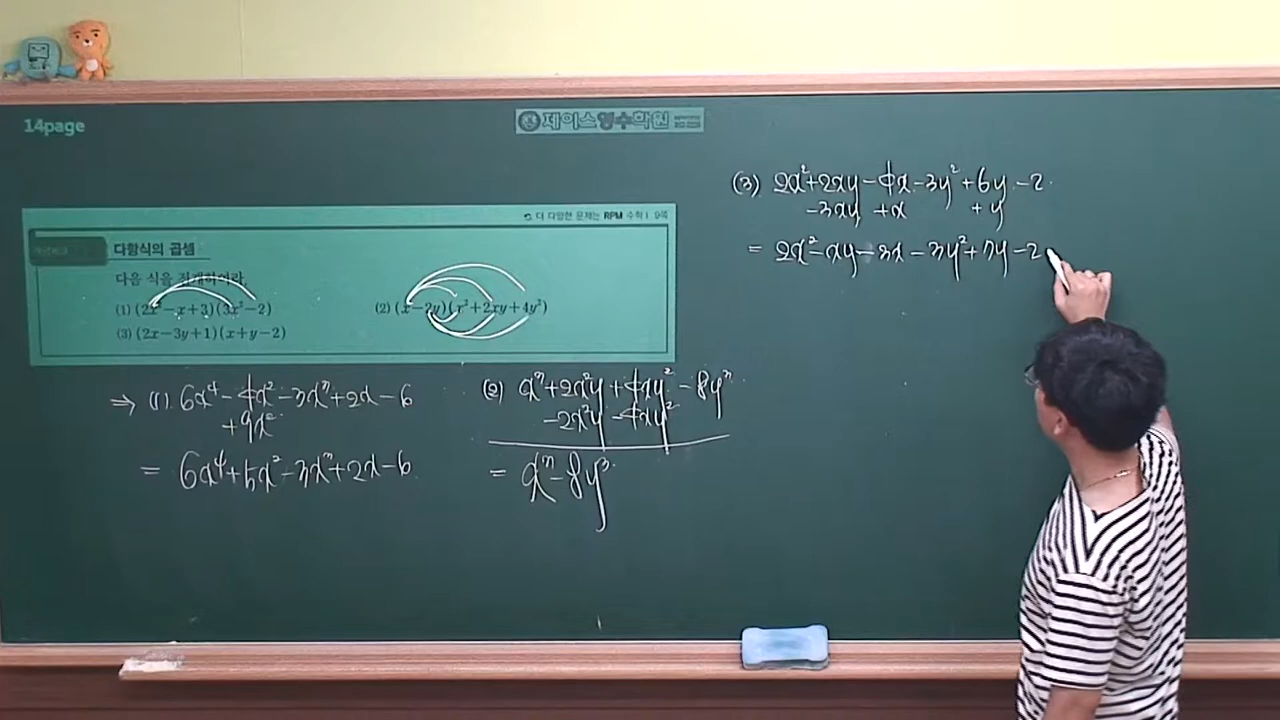 14page
제이스영수학원
더 다양한 문제는 RPM 수학Ⅰ 9쪽
다항식의 곱셈
다음 식을 전개하여라.
(1) (2x²-x+3)(3x²-2)
(2) (x-2y)(x²+2xy+4y²)
(3) (2x-3y+1)(x+y-2)
⇒ (1). 6x⁴-4x²-3x³+2x-6
+9x²
= 6x⁴+5x²-3x³+2x-6
(2) x³+2x²y+4xy²-8y³
-2x²y-4xy²
= x³-8y³
(3) 2x²+2xy-4x-3y²+6y-2
-3xy +x +y
= 2x²-xy-3x-3y²+7y-2